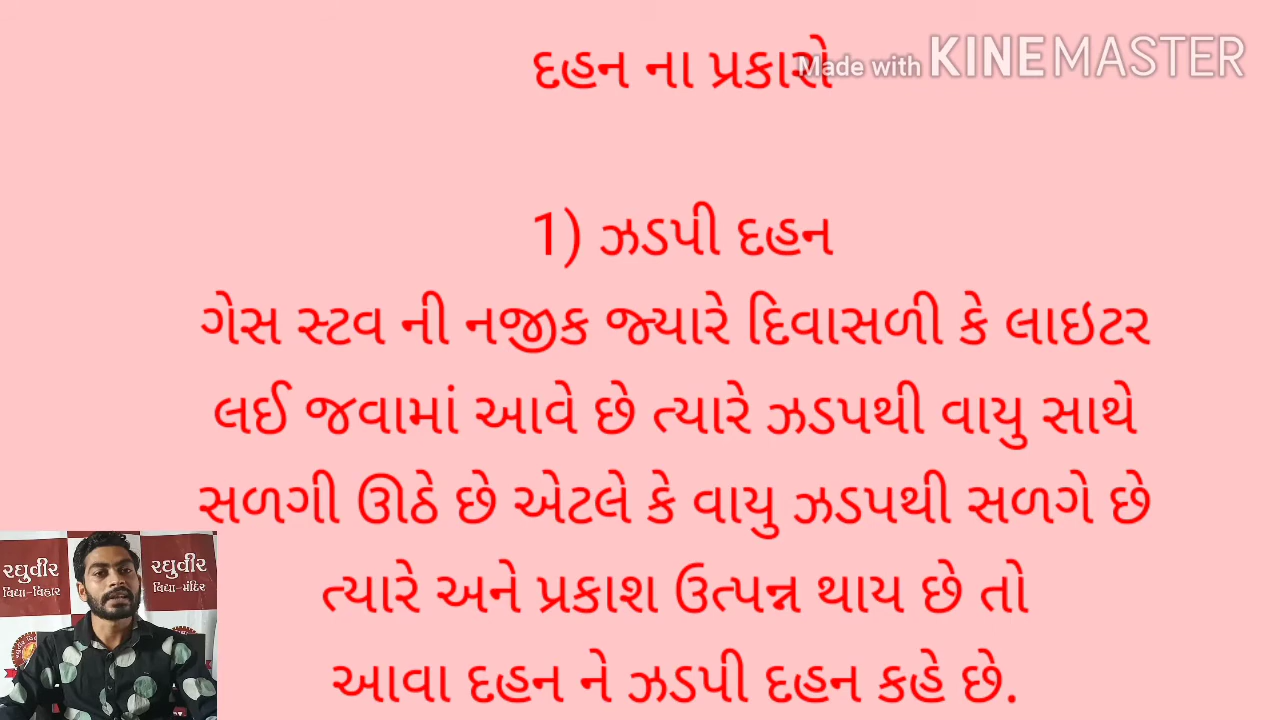 દહન ના પ્રકારો
Made with KINEMASTER
1) ઝડપી દહન
ગેસ સ્ટવ ની નજીક જ્યારે દિવાસળી કે લાઇટર
લઈ જવામાં આવે છે ત્યારે ઝડપથી વાયુ સાથે
સળગી ઊઠે છે એટલે કે વાયુ ઝડપથી સળગે છે
ત્યારે અને પ્રકાશ ઉત્પન્ન થાય છે તો
આવા દહન ને ઝડપી દહન કહે છે.
રઘુવીર
વિદ્યા-વિહાર
રઘુવીર
વિદ્યા-મંદિર